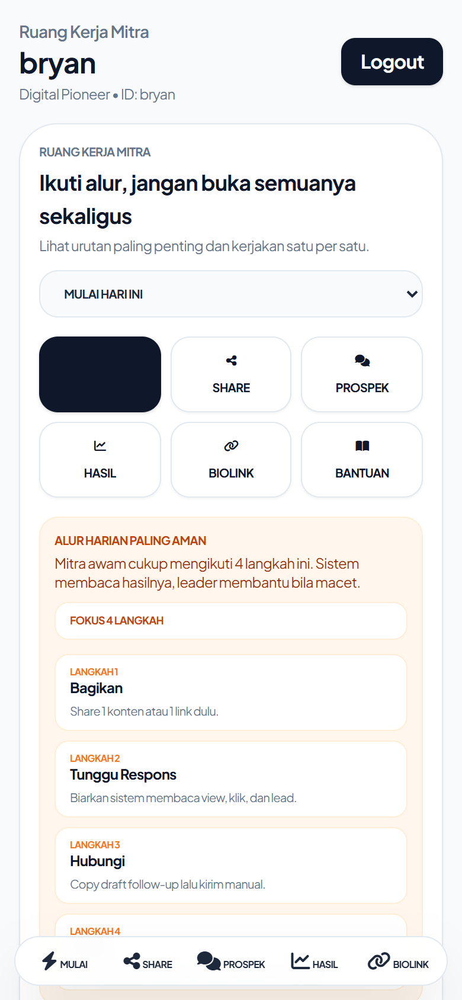 Ruang Kerja Mitra
bryan
Digital Pioneer • ID: bryan
Logout
RUANG KERJA MITRA
Ikuti alur, jangan buka semuanya
sekaligus
Lihat urutan paling penting dan kerjakan satu per satu.
MULAI HARI INI
SHARE
PROSPEK
HASIL
BIOLINK
BANTUAN
ALUR HARIAN PALING AMAN
Mitra awam cukup mengikuti 4 langkah ini. Sistem
membaca hasilnya, leader membantu bila macet.
FOKUS 4 LANGKAH
LANGKAH 1
Bagikan
Share 1 konten atau 1 link dulu.
LANGKAH 2
Tunggu Respons
Biarkan sistem membaca view, klik, dan lead.
LANGKAH 3
Hubungi
Copy draft follow-up lalu kirim manual.
LANGKAH 4
MULAI
SHARE
PROSPEK
HASIL
BIOLINK